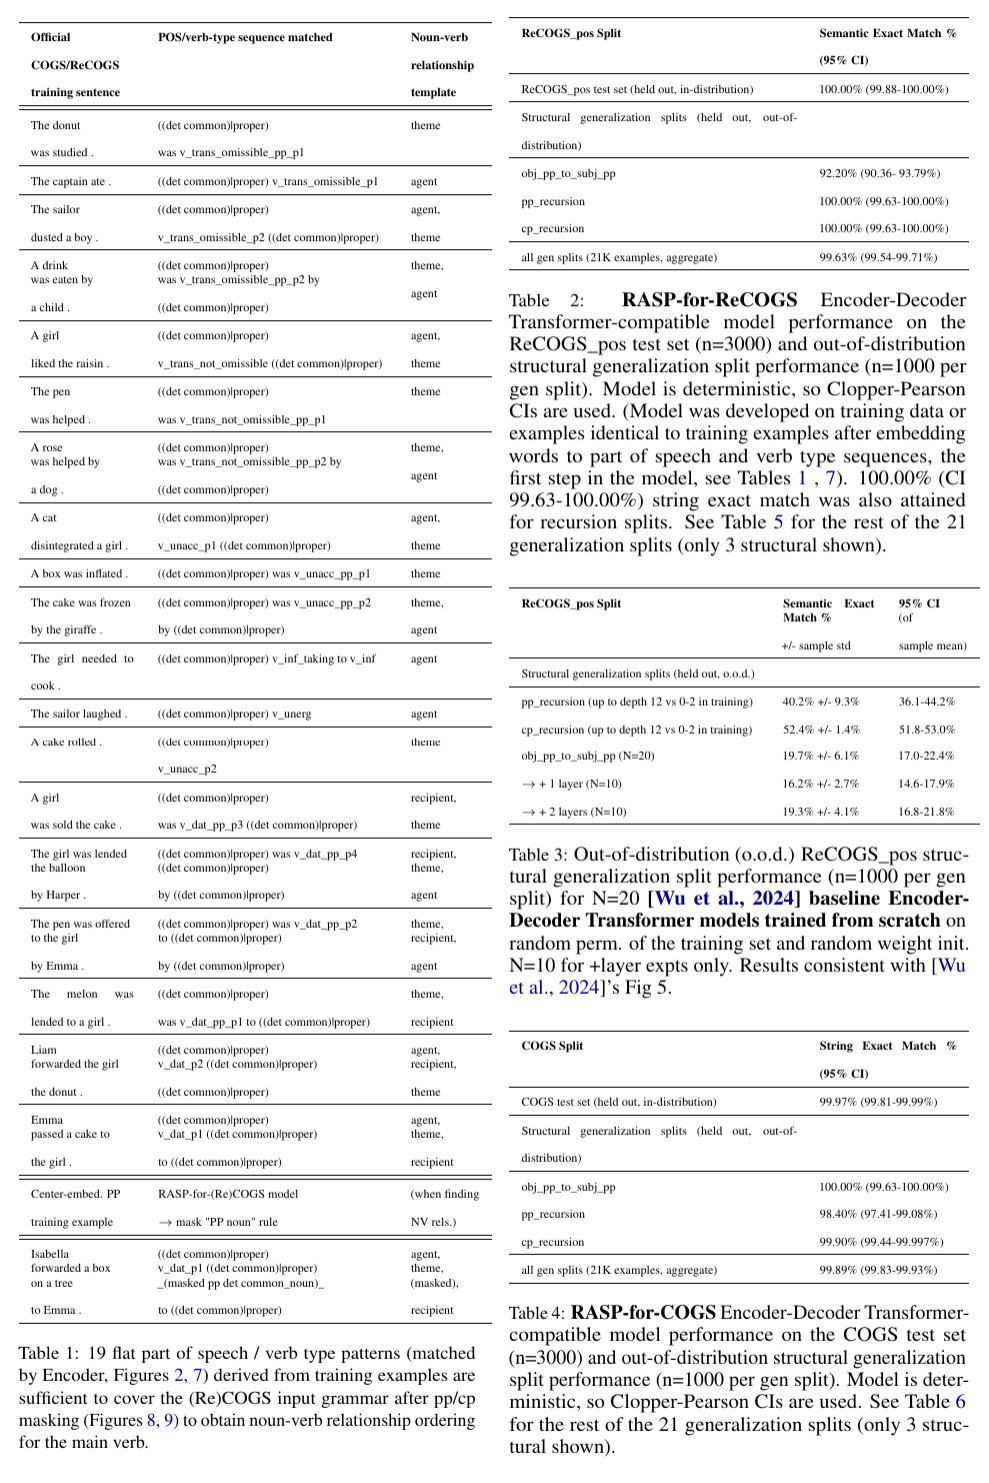 Official POS/verb-type sequence matched Noun-verb
COGS/ReCOGS relationship
training sentence template
The donut ((det common)|proper) theme
was studied . was v_trans_omissible_pp_p1
The captain ate . ((det common)|proper) v_trans_omissible_p1 agent
The sailor ((det common)|proper) agent,
dusted a boy . v_trans_omissible_p2 ((det common)|proper) theme
A drink ((det common)|proper) theme,
was eaten by was v_trans_omissible_pp_p2 by
agent
a child . ((det common)|proper)
A girl ((det common)|proper) agent,
liked the raisin . v_trans_not_omissible ((det common)|proper) theme
The pen ((det common)|proper) theme
was helped . was v_trans_not_omissible_pp_p1
A rose ((det common)|proper) theme,
was helped by was v_trans_not_omissible_pp_p2 by
agent
a dog . ((det common)|proper)
A cat ((det common)|proper) agent,
disintegrated a girl . v_unacc_p1 ((det common)|proper) theme
A box was inflated . ((det common)|proper) was v_unacc_pp_p1 theme
The cake was frozen ((det common)|proper) was v_unacc_pp_p2 theme,
by the giraffe . by ((det common)|proper) agent
The girl needed to ((det common)|proper) v_inf_taking to v_inf agent
cook .
The sailor laughed . ((det common)|proper) v_unerg agent
A cake rolled . ((det common)|proper) theme
v_unacc_p2
A girl ((det common)|proper) recipient,
was sold the cake . was v_dat_pp_p3 ((det common)|proper) theme
The girl was lended ((det common)|proper) was v_dat_pp_p4 recipient,
the balloon ((det common)|proper) theme,
by Harper . by ((det common)|proper) agent
The pen was offered ((det common)|proper) was v_dat_pp_p2 theme,
to the girl to ((det common)|proper) recipient,
by Emma . by ((det common)|proper) agent
The melon was ((det common)|proper) theme,
lended to a girl . was v_dat_pp_p1 to ((det common)|proper) recipient
Liam ((det common)|proper) agent,
forwarded the girl v_dat_p2 ((det common)|proper) recipient,
the donut . ((det common)|proper) theme
Emma ((det common)|proper) agent,
passed a cake to v_dat_p1 ((det common)|proper) theme,
the girl . to ((det common)|proper) recipient
Center-embed. PP RASP-for-(Re)COGS model (when finding
training example → mask "PP noun" rule NV rels.)
Isabella ((det common)|proper) agent,
forwarded a box v_dat_p1 ((det common)|proper) theme,
on a tree _(masked pp det common_noun)_ (masked),
to Emma . to ((det common)|proper) recipient
Table 1: 19 flat part of speech / verb type patterns (matched
by Encoder, Figures 2, 7) derived from training examples are
sufficient to cover the (Re)COGS input grammar after pp/cp
masking (Figures 8, 9) to obtain noun-verb relationship ordering
for the main verb.
ReCOGS_pos Split Semantic Exact Match %
(95% CI)
ReCOGS_pos test set (held out, in-distribution) 100.00% (99.88-100.00%)
Structural generalization splits (held out, out-of-
distribution)
obj_pp_to_subj_pp 92.20% (90.36- 93.79%)
pp_recursion 100.00% (99.63-100.00%)
cp_recursion 100.00% (99.63-100.00%)
all gen splits (21K examples, aggregate) 99.63% (99.54-99.71%)
Table 2: RASP-for-ReCOGS Encoder-Decoder
Transformer-compatible model performance on the
ReCOGS_pos test set (n=3000) and out-of-distribution
structural generalization split performance (n=1000 per
gen split). Model is deterministic, so Clopper-Pearson
CIs are used. (Model was developed on training data or
examples identical to training examples after embedding
words to part of speech and verb type sequences, the
first step in the model, see Tables 1 , 7). 100.00% (CI
99.63-100.00%) string exact match was also attained
for recursion splits. See Table 5 for the rest of the 21
generalization splits (only 3 structural shown).
ReCOGS_pos Split Semantic Exact 95% CI
Match % (of
+/- sample std sample mean)
Structural generalization splits (held out, o.o.d.)
pp_recursion (up to depth 12 vs 0-2 in training) 40.2% +/- 9.3% 36.1-44.2%
cp_recursion (up to depth 12 vs 0-2 in training) 52.4% +/- 1.4% 51.8-53.0%
obj_pp_to_subj_pp (N=20) 19.7% +/- 6.1% 17.0-22.4%
→ + 1 layer (N=10) 16.2% +/- 2.7% 14.6-17.9%
→ + 2 layers (N=10) 19.3% +/- 4.1% 16.8-21.8%
Table 3: Out-of-distribution (o.o.d.) ReCOGS_pos struc-
tural generalization split performance (n=1000 per gen
split) for N=20 [Wu et al., 2024] baseline Encoder-
Decoder Transformer models trained from scratch on
random perm. of the training set and random weight init.
N=10 for +layer expts only. Results consistent with [Wu
et al., 2024]'s Fig 5.
COGS Split String Exact Match %
(95% CI)
COGS test set (held out, in-distribution) 99.97% (99.81-99.99%)
Structural generalization splits (held out, out-of-
distribution)
obj_pp_to_subj_pp 100.00% (99.63-100.00%)
pp_recursion 98.40% (97.41-99.08%)
cp_recursion 99.90% (99.44-99.997%)
all gen splits (21K examples, aggregate) 99.89% (99.83-99.93%)
Table 4: RASP-for-COGS Encoder-Decoder Transformer-
compatible model performance on the COGS test set
(n=3000) and out-of-distribution structural generalization
split performance (n=1000 per gen split). Model is deter-
ministic, so Clopper-Pearson CIs are used. See Table 6
for the rest of the 21 generalization splits (only 3 struc-
tural shown).